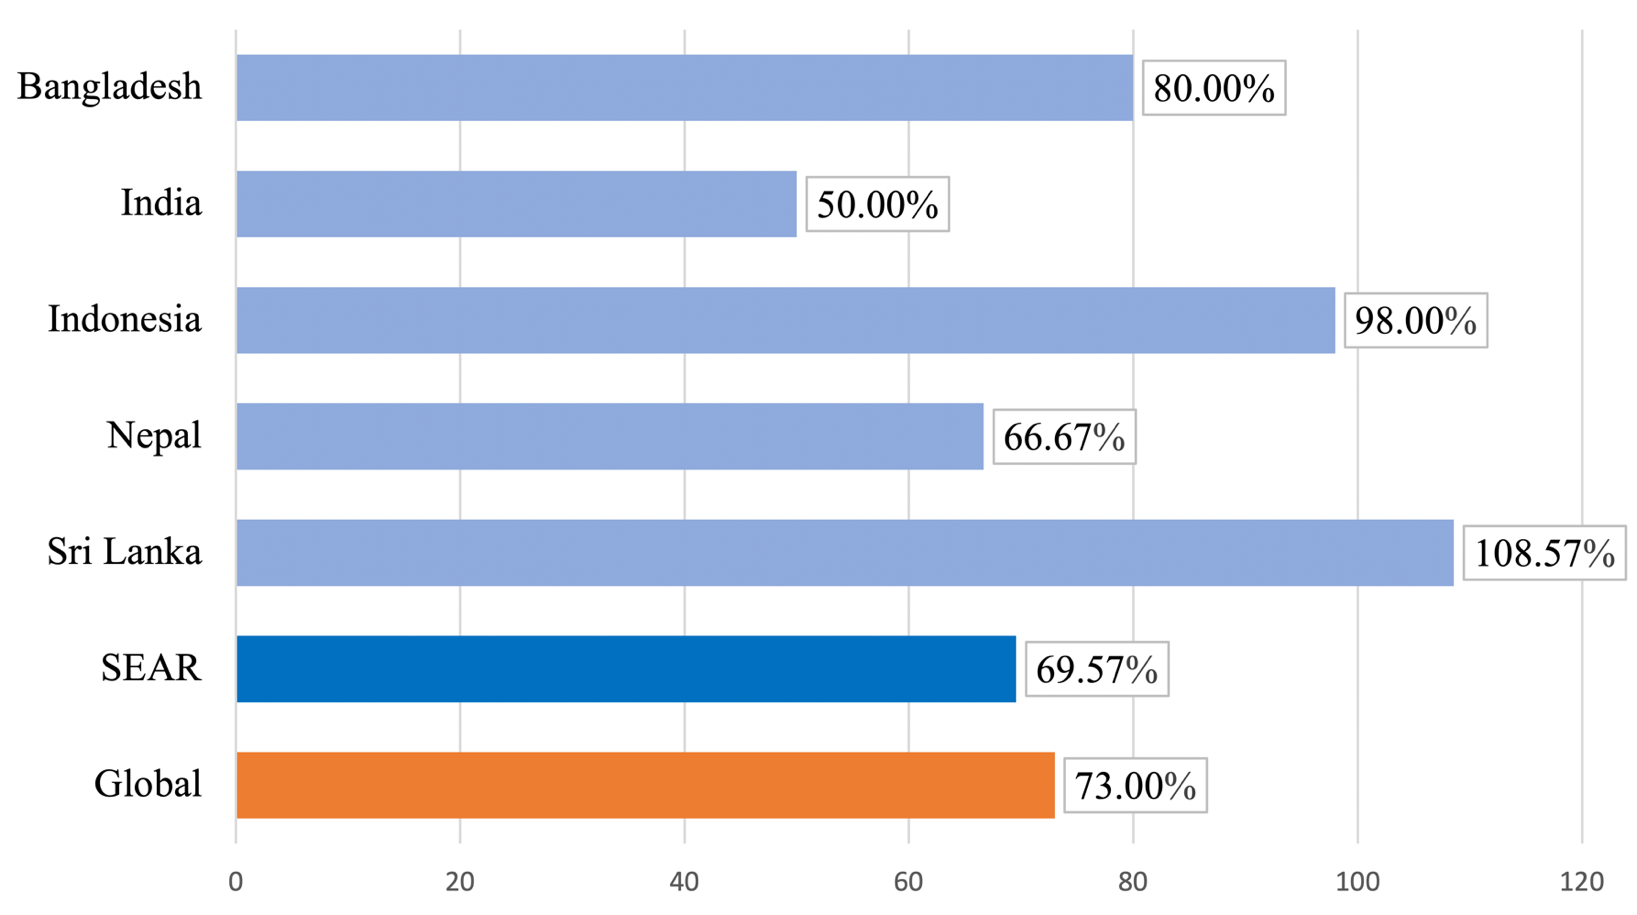 Bangladesh 80.00%
India 50.00%
Indonesia 98.00%
Nepal 66.67%
Sri Lanka 108.57%
SEAR 69.57%
Global 73.00%
0 20 40 60 80 100 120